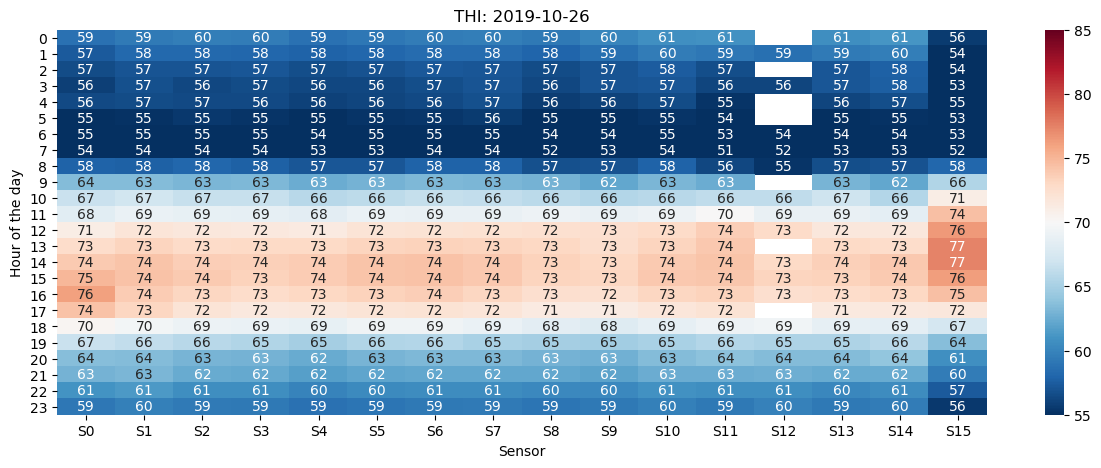 THI: 2019-10-26
0 59 59 60 60 59 59 60 60 59 60 61 61 61 61 56
1 57 58 58 58 58 58 58 58 58 59 60 59 59 59 60 54
2 57 57 57 57 57 57 57 57 57 57 58 57 57 58 54
3 56 57 56 57 56 56 57 57 56 57 57 56 56 57 58 53
4 56 57 57 56 56 56 56 57 56 56 57 55 56 57 55
5 55 55 55 55 55 55 55 56 55 55 55 54 55 55 53
6 55 55 55 55 54 55 55 55 54 54 55 53 54 54 54 53
7 54 54 54 54 53 53 54 54 52 53 54 51 52 53 53 52
8 58 58 58 58 57 57 58 58 57 57 58 56 55 57 57 58
9 64 63 63 63 63 63 63 63 63 62 63 63 63 62 66
10 67 67 67 67 66 66 66 66 66 66 66 66 66 67 66 71
11 68 69 69 69 68 69 69 69 69 69 69 70 69 69 69 74
12 71 72 72 72 71 72 72 72 72 73 73 74 73 72 72 76
13 73 73 73 73 73 73 73 73 73 73 73 74 73 73 77
14 74 74 74 74 74 74 74 74 73 73 74 74 73 74 74 77
15 75 74 74 73 74 74 74 74 73 73 74 74 73 73 74 76
16 76 74 73 73 73 73 74 73 73 72 73 73 73 73 73 75
17 74 73 72 72 72 72 72 72 71 71 72 72 71 72 72
18 70 70 69 69 69 69 69 69 68 68 69 69 69 69 69 67
19 67 66 66 65 65 66 66 65 65 65 65 66 65 65 66 64
20 64 64 63 63 62 63 63 63 63 63 63 64 64 64 64 61
21 63 63 62 62 62 62 62 62 62 62 63 63 63 62 62 60
22 61 61 61 61 60 60 61 61 60 60 61 61 61 60 61 57
23 59 60 59 59 59 59 59 59 59 59 60 59 60 59 60 56
S0 S1 S2 S3 S4 S5 S6 S7 S8 S9 S10 S11 S12 S13 S14 S15
Sensor
Hour of the day
85
80
75
70
65
60
55